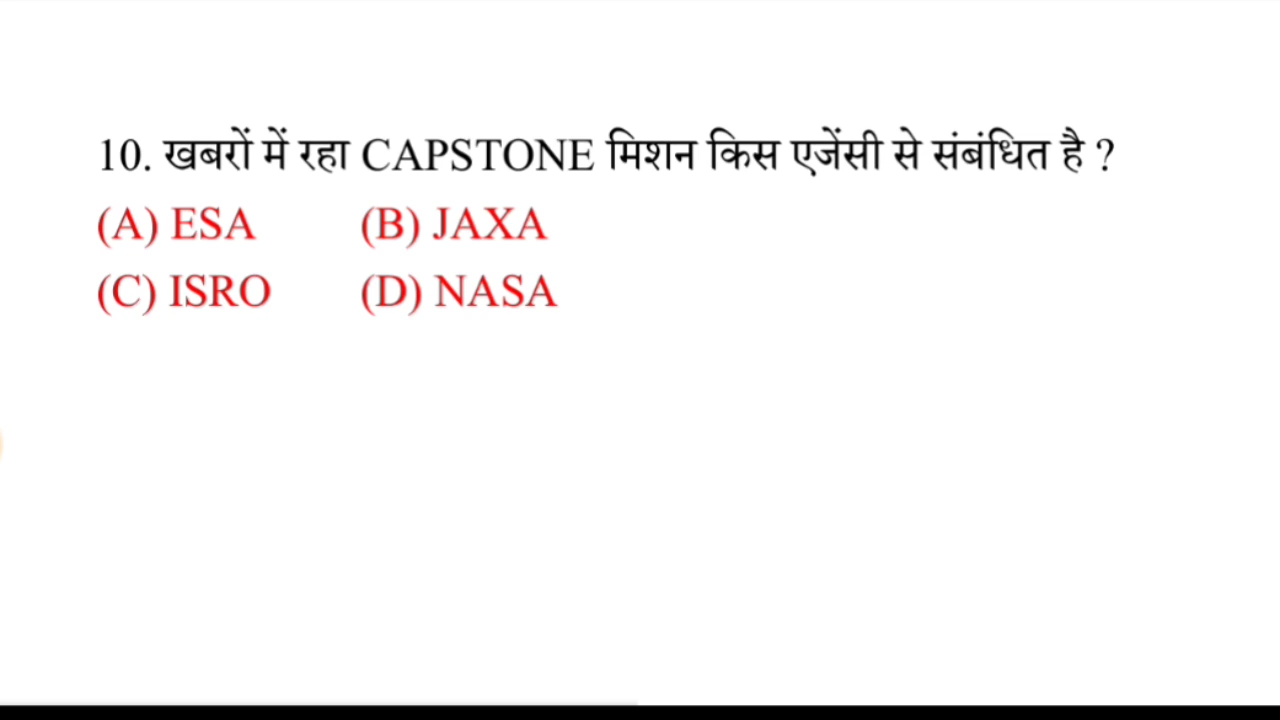 10. खबरों में रहा CAPSTONE मिशन किस एजेंसी से संबंधित है ?
(A) ESA (B) JAXA
(C) ISRO (D) NASA